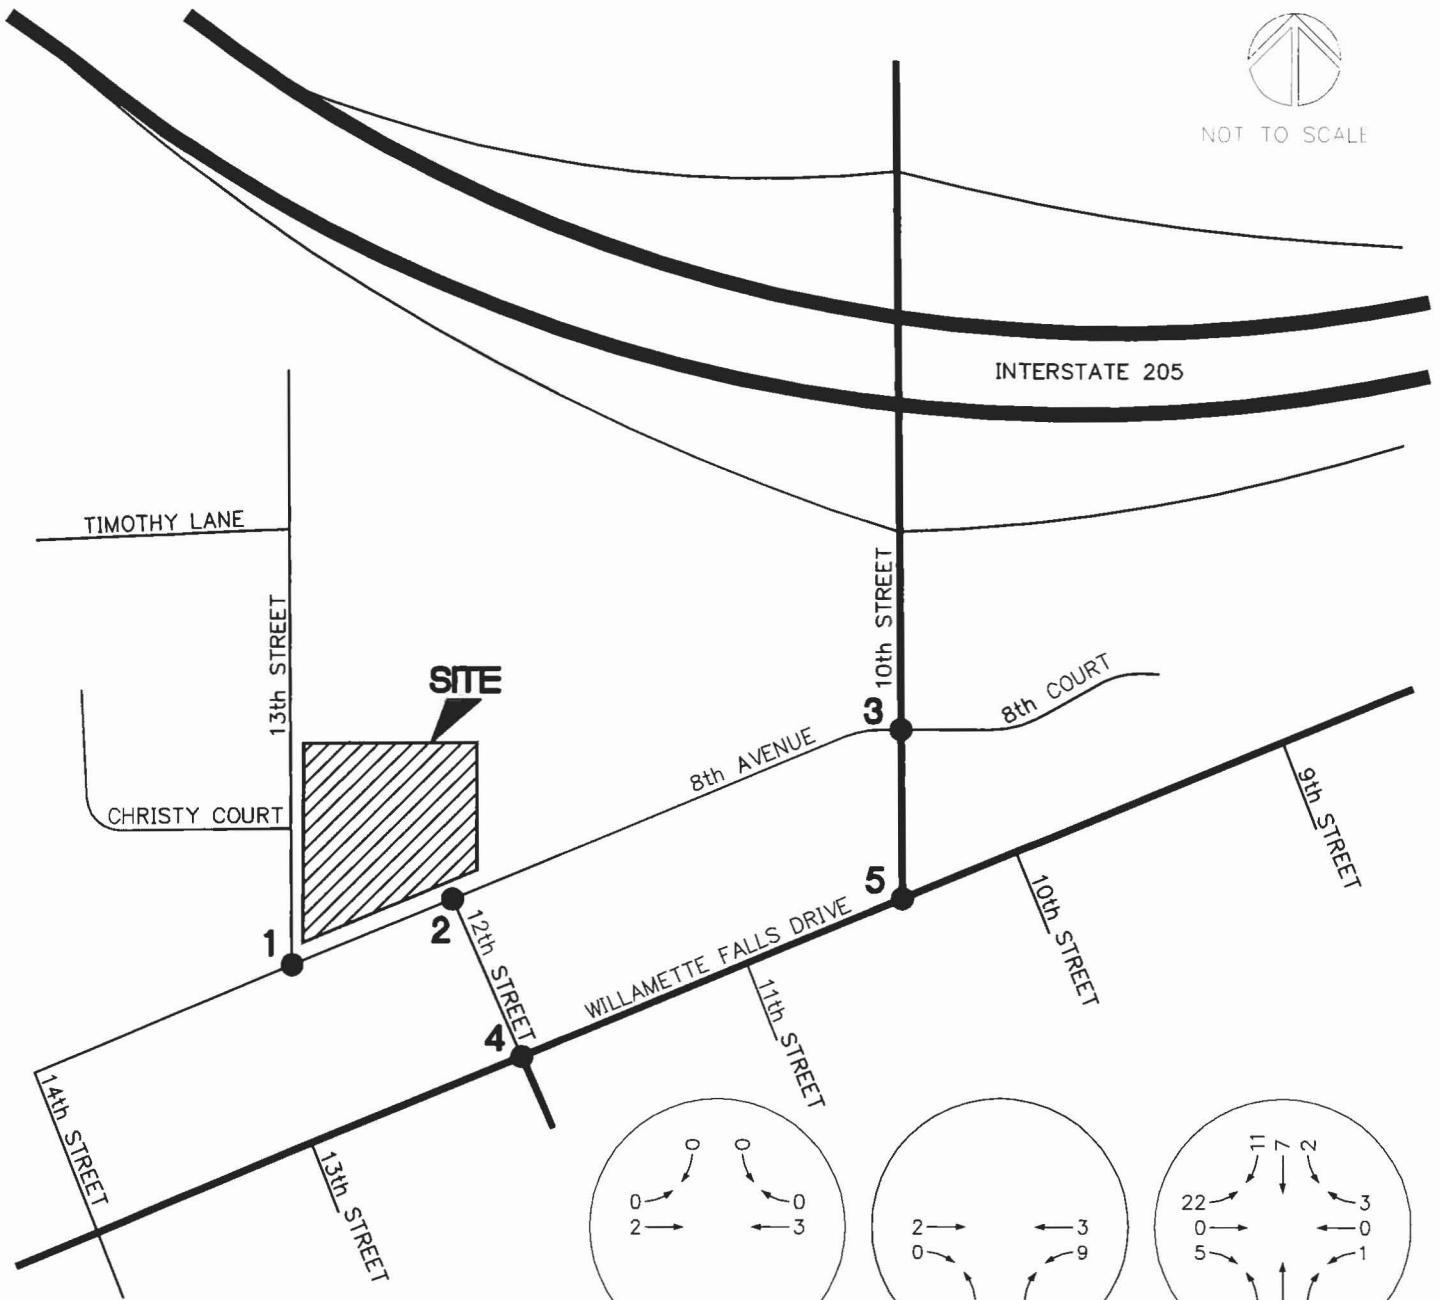 NOT TO SCALE
INTERSTATE 205
TIMOTHY LANE
13th STREET
10th STREET
SITE
8th COURT
3
8th AVENUE
CHRISTY COURT
9th STREET
5
10th STREET
2
12th STREET
1
WILLAMETTE FALLS DRIVE
11th STREET
4
14th STREET
13th STREET
0 0
0 0
2 3
2 3
0 9
11 7 2
22 3
0 0
5 1